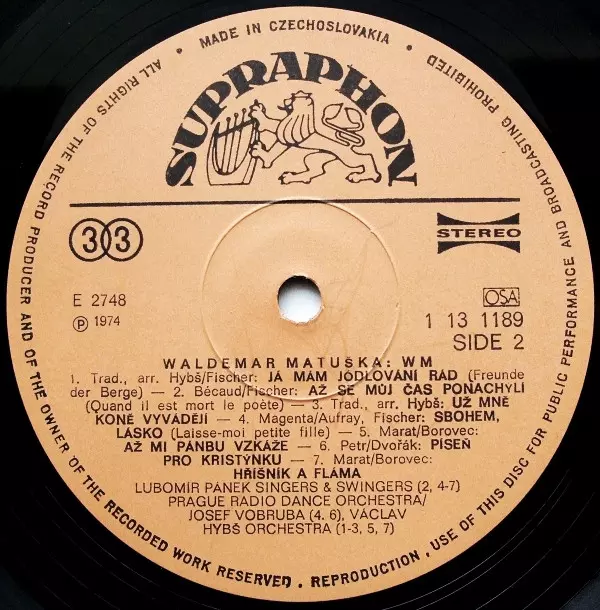 ALL RIGHTS OF THE RECORD PRODUCER AND OF THE OWNER OF THE RECORDED WORK RESERVED . REPRODUCTION , USE OF THIS DISC FOR PUBLIC PERFORMANCE AND BROADCASTING PROHIBITED
• MADE IN CZECHOSLOVAKIA •
SUPRAPHON
33
STEREO
E 2748
OSA
Ⓟ 1974
1 13 1189
SIDE 2
WALDEMAR MATUŠKA: WM
1. Trad., arr. Hybš/Fischer: JÁ MÁM JÓDLOVÁNÍ RÁD (Freunde
der Berge) — 2. Bécaud/Fischer: AŽ SE MŮJ ČAS PONACHÝLÍ
(Quand il est mort le poète) — 3. Trad., arr. Hybš: UŽ MNĚ
KONĚ VYVÁDĚJÍ — 4. Magenta/Aufray, Fischer: SBOHEM,
LÁSKO (Laisse-moi petite fille) — 5. Marat/Borovec:
AŽ MI PÁNBU VZKÁŽE — 6. Petr/Dvořák: PÍSEŇ
PRO KRISTÝNKU — 7. Marat/Borovec:
HŘÍŠNÍK A FLÁMA
LUBOMÍR PÁNEK SINGERS & SWINGERS (2, 4-7)
PRAGUE RADIO DANCE ORCHESTRA/
JOSEF VOBRUBA (4. 6), VÁCLAV
HYBŠ ORCHESTRA (1-3, 5, 7)